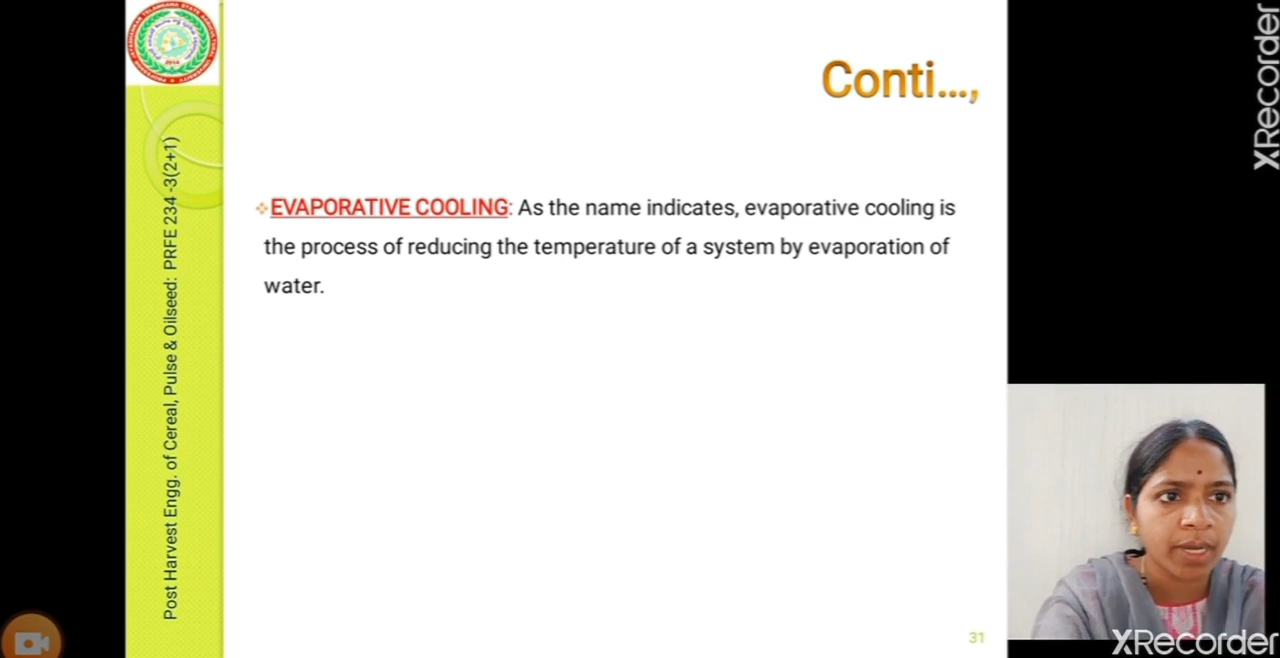 Conti...,
EVAPORATIVE COOLING: As the name indicates, evaporative cooling is
the process of reducing the temperature of a system by evaporation of
water.
Post Harvest Engg. of Cereal, Pulse & Oilseed: PRFE 234 -3(2+1)
31
2014
XRecorder
XRecorder